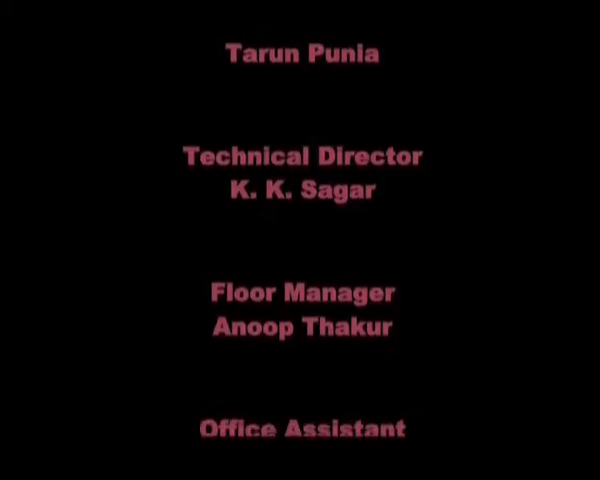 Tarun Punia
Technical Director
K. K. Sagar
Floor Manager
Anoop Thakur
Office Assistant